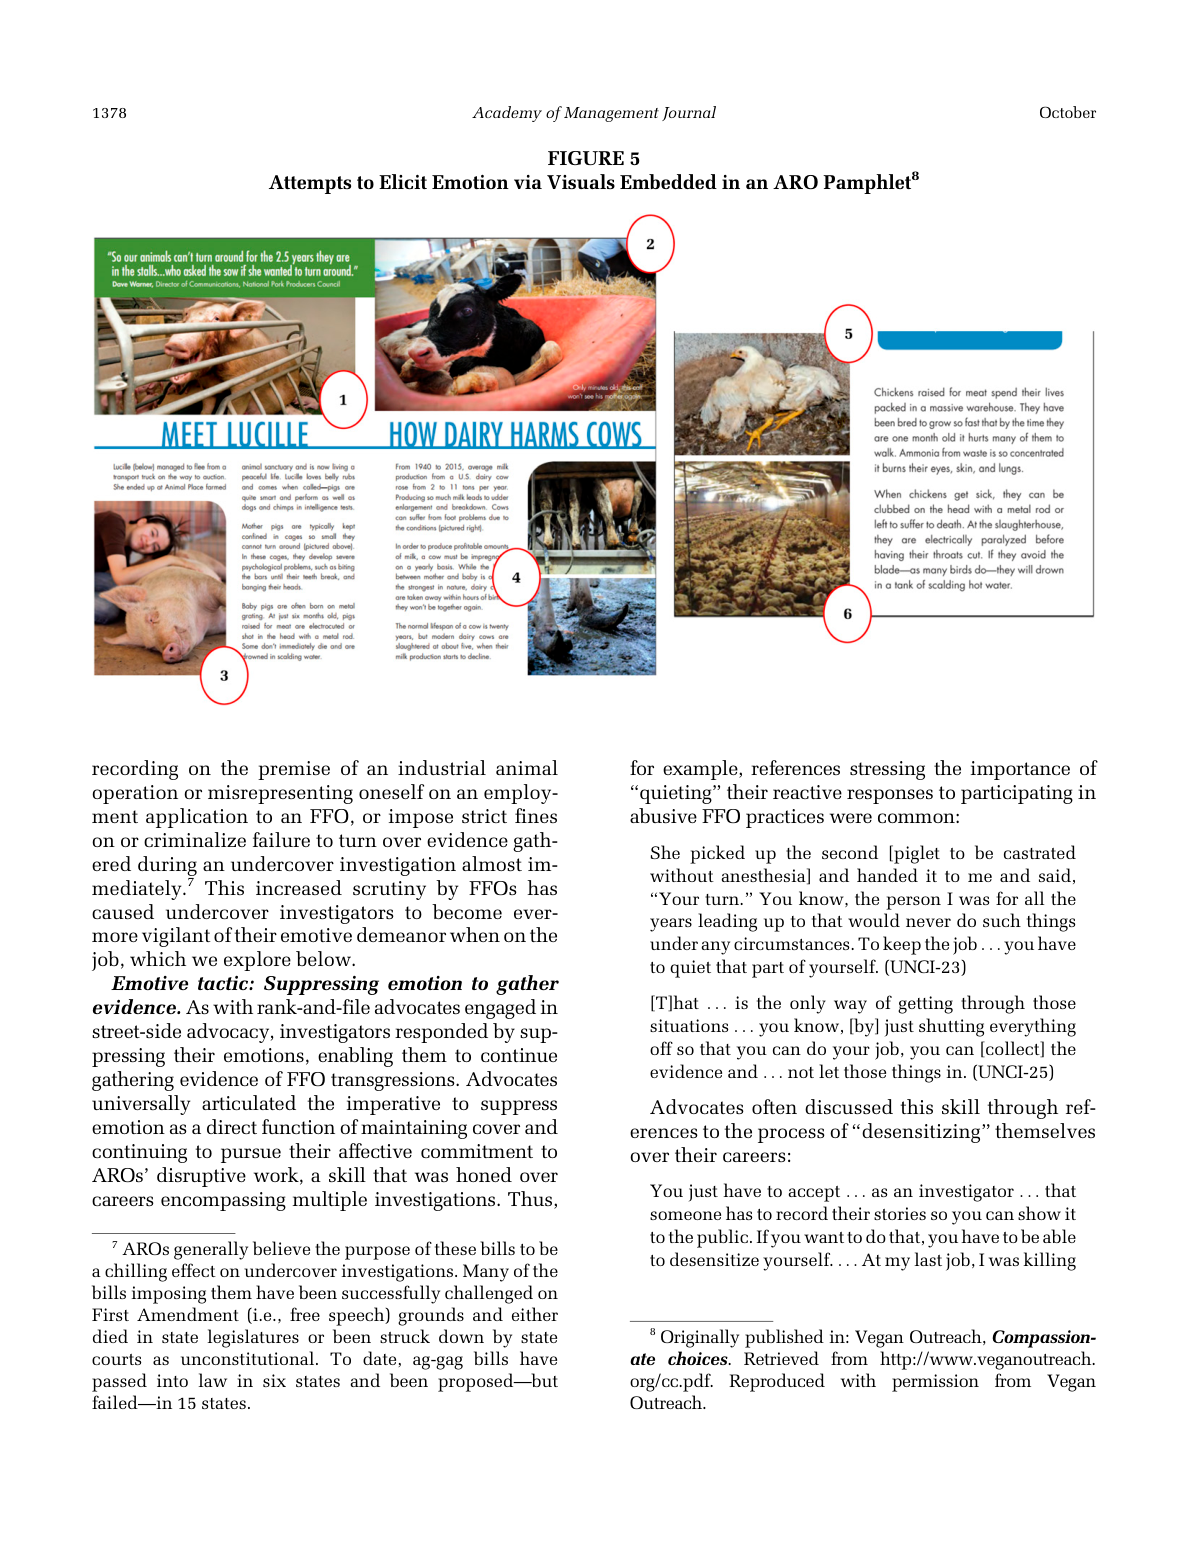 1378
Academy of Management Journal
October
FIGURE 5
Attempts to Elicit Emotion via Visuals Embedded in an ARO Pamphlet8
"So our animals can't turn around for the 2.5 years they are
in the stalls...who asked the sow if she wanted to turn around."
Dave Warner, Director of Communications, National Pork Producers Council
1
2
Only minutes old, this calf
won't see his mother again.
MEET LUCILLE
Lucille (below) managed to flee from a
transport truck on the way to auction.
She ended up at Animal Place farmed
3
animal sanctuary and is now living a
peaceful life. Lucille loves belly rubs
and comes when called—pigs are
quite smart and perform as well as
dogs and chimps in intelligence tests.
Mother pigs are typically kept
confined in cages so small they
cannot turn around (pictured above).
In these cages, they develop severe
psychological problems, such as biting
the bars until their teeth break, and
banging their heads.
Baby pigs are often born on metal
grating. At just six months old, pigs
raised for meat are electrocuted or
shot in the head with a metal rod.
Some don't immediately die and are
drowned in scalding water.
HOW DAIRY HARMS COWS
From 1940 to 2015, average milk
production from a U.S. dairy cow
rose from 2 to 11 tons per year.
Producing so much milk leads to udder
enlargement and breakdown. Cows
can suffer from foot problems due to
the conditions (pictured right).
In order to produce profitable amounts
of milk, a cow must be impregna
on a yearly basis. While the
between mother and baby is o
the strongest in nature, dairy c
are taken away within hours of bir
they won't be together again.
The normal lifespan of a cow is twenty
years, but modern dairy cows are
slaughtered at about five, when their
milk production starts to decline.
4
5
6
Chickens raised for meat spend their lives
packed in a massive warehouse. They have
been bred to grow so fast that by the time they
are one month old it hurts many of them to
walk. Ammonia from waste is so concentrated
it burns their eyes, skin, and lungs.
When chickens get sick, they can be
clubbed on the head with a metal rod or
left to suffer to death. At the slaughterhouse,
they are electrically paralyzed before
having their throats cut. If they avoid the
blade—as many birds do—they will drown
in a tank of scalding hot water.
recording on the premise of an industrial animal
operation or misrepresenting oneself on an employ-
ment application to an FFO, or impose strict fines
on or criminalize failure to turn over evidence gath-
ered during an undercover investigation almost im-
mediately.7 This increased scrutiny by FFOs has
caused undercover investigators to become ever-
more vigilant of their emotive demeanor when on the
job, which we explore below.
Emotive tactic: Suppressing emotion to gather
evidence. As with rank-and-file advocates engaged in
street-side advocacy, investigators responded by sup-
pressing their emotions, enabling them to continue
gathering evidence of FFO transgressions. Advocates
universally articulated the imperative to suppress
emotion as a direct function of maintaining cover and
continuing to pursue their affective commitment to
AROs' disruptive work, a skill that was honed over
careers encompassing multiple investigations. Thus,
7 AROs generally believe the purpose of these bills to be
a chilling effect on undercover investigations. Many of the
bills imposing them have been successfully challenged on
First Amendment (i.e., free speech) grounds and either
died in state legislatures or been struck down by state
courts as unconstitutional. To date, ag-gag bills have
passed into law in six states and been proposed—but
failed—in 15 states.
for example, references stressing the importance of
"quieting" their reactive responses to participating in
abusive FFO practices were common:
She picked up the second [piglet to be castrated
without anesthesia] and handed it to me and said,
"Your turn." You know, the person I was for all the
years leading up to that would never do such things
under any circumstances. To keep the job . . . you have
to quiet that part of yourself. (UNCI-23)
[T]hat . . . is the only way of getting through those
situations . . . you know, [by] just shutting everything
off so that you can do your job, you can [collect] the
evidence and . . . not let those things in. (UNCI-25)
Advocates often discussed this skill through ref-
erences to the process of "desensitizing" themselves
over their careers:
You just have to accept . . . as an investigator . . . that
someone has to record their stories so you can show it
to the public. If you want to do that, you have to be able
to desensitize yourself. . . . At my last job, I was killing
8 Originally published in: Vegan Outreach, Compassion-
ate choices. Retrieved from http://www.veganoutreach.
org/cc.pdf. Reproduced with permission from Vegan
Outreach.